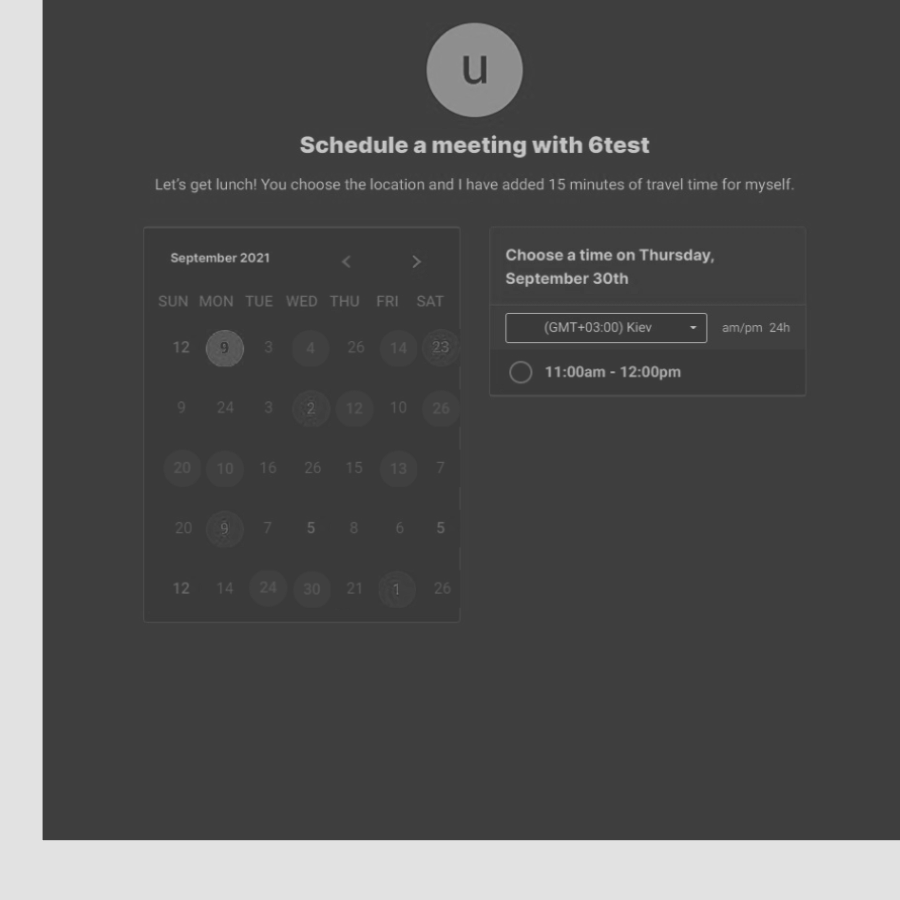 u
Schedule a meeting with 6test
Let's get lunch! You choose the location and I have added 15 minutes of travel time for myself.
September 2021
SUN MON TUE WED THU FRI SAT
12 9 3 4 26 14 23
9 24 3 2 12 10 26
20 10 16 26 15 13 7
20 9 7 5 8 6 5
12 14 24 30 21 1 26
Choose a time on Thursday,
September 30th
(GMT+03:00) Kiev am/pm 24h
11:00am - 12:00pm